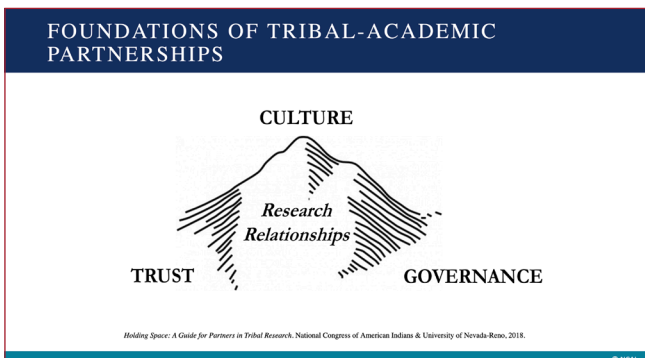 FOUNDATIONS OF TRIBAL-ACADEMIC
PARTNERSHIPS
CULTURE
Research
Relationships
TRUST
GOVERNANCE
Holding Space: A Guide for Partners in Tribal Research. National Congress of American Indians & University of Nevada-Reno, 2018.